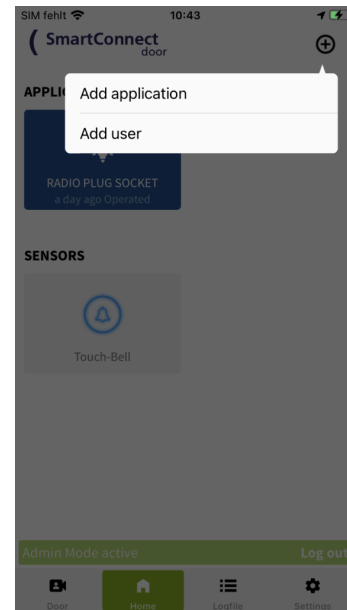 SIM fehlt 10:43
SmartConnect
door
APPLI
Add application
Add user
RADIO PLUG SOCKET
a day ago Operated
SENSORS
Touch-Bell
Admin Mode active Log out
Door Home Logfile Settings